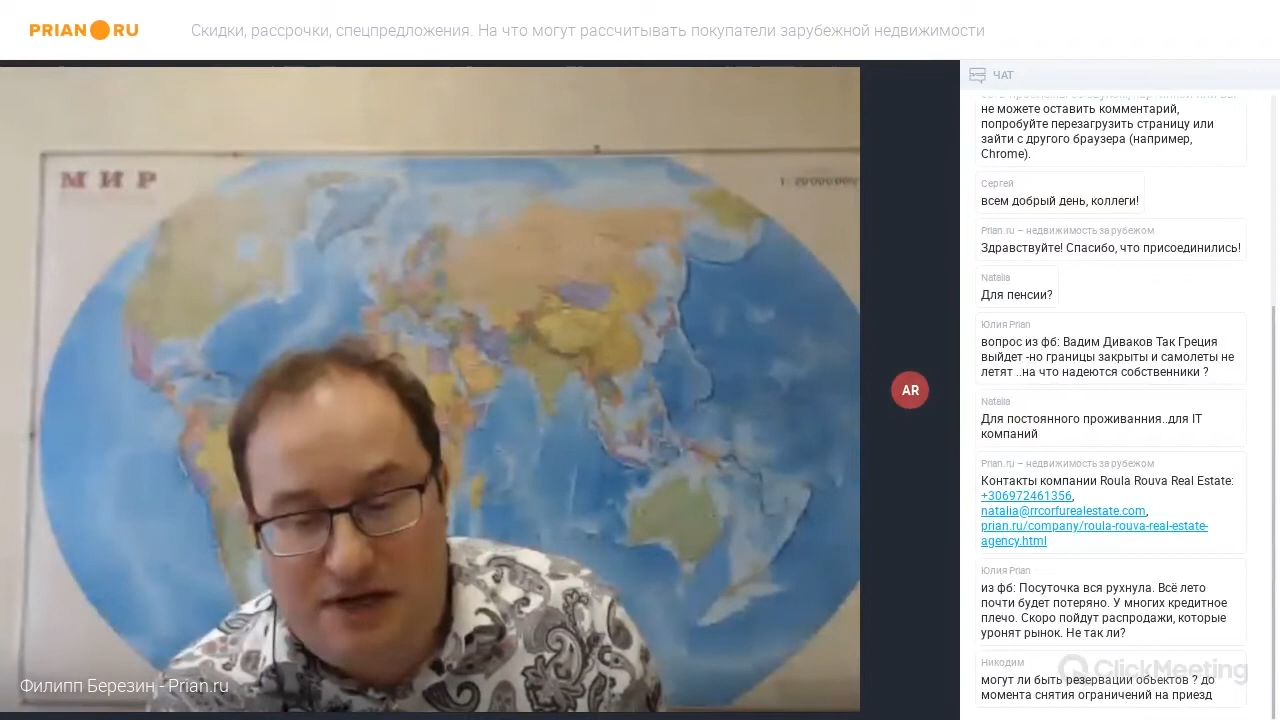 PRIAN RU
Скидки, рассрочки, спецпредложения. На что могут рассчитывать покупатели зарубежной недвижимости
МИР
AR
Филипп Березин - Prian.ru
ЧАТ
не можете оставить комментарий,
попробуйте перезагрузить страницу или
зайти с другого браузера (например,
Chrome).
Сергей
всем добрый день, коллеги!
Prian.ru – недвижимость за рубежом
Здравствуйте! Спасибо, что присоединились!
Natalia
Для пенсии?
Юлия Prian
вопрос из фб: Вадим Диваков Так Греция
выйдет -но границы закрыты и самолеты не
летят ..на что надеются собственники ?
Natalia
Для постоянного проживанния..для IT
компаний
Prian.ru – недвижимость за рубежом
Контакты компании Roula Rouva Real Estate:
+306972461356,
natalia@rrcorfurealestate.com,
prian.ru/company/roula-rouva-real-estate-
agency.html
Юлия Prian
из фб: Посуточка вся рухнула. Всё лето
почти будет потеряно. У многих кредитное
плечо. Скоро пойдут распродажи, которые
уронят рынок. Не так ли?
Никодим
могут ли быть резервации обьектов ? до
момента снятия ограничений на приезд
ClickMeeting